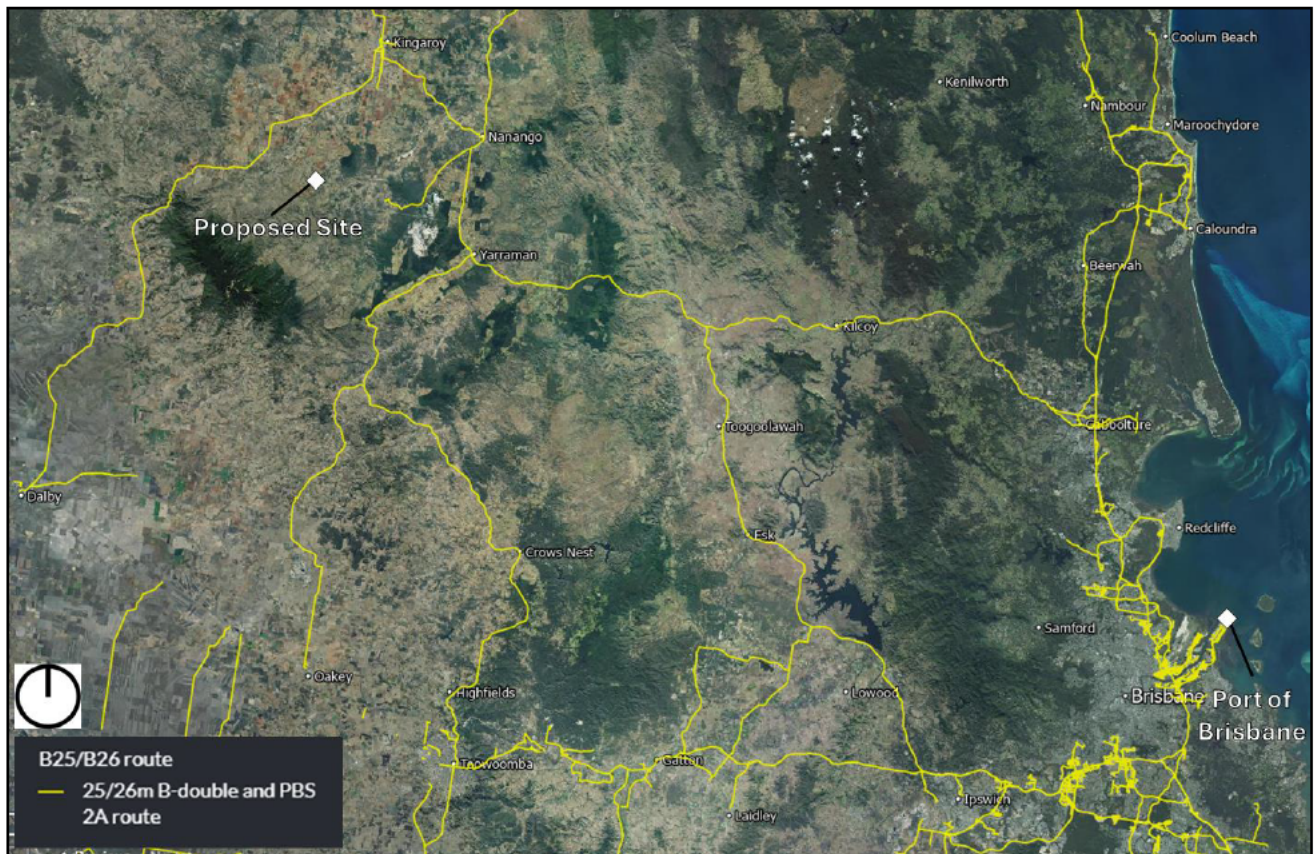 Kingaroy
Coolum Beach
Kenilworth
Nambour
Maroochydore
Nanango
Proposed Site
Caloundra
Yarraman
Beerwah
Kilcoy
Toogoolawah
Caboolture
Dalby
Redcliffe
Esk
Crows Nest
Samford
Oakey
Highfields
Lowood
Brisbane
Port of
Brisbane
B25/B26 route
25/26m B-double and PBS
2A route
Toowoomba
Gatton
Ipswich
Laidley